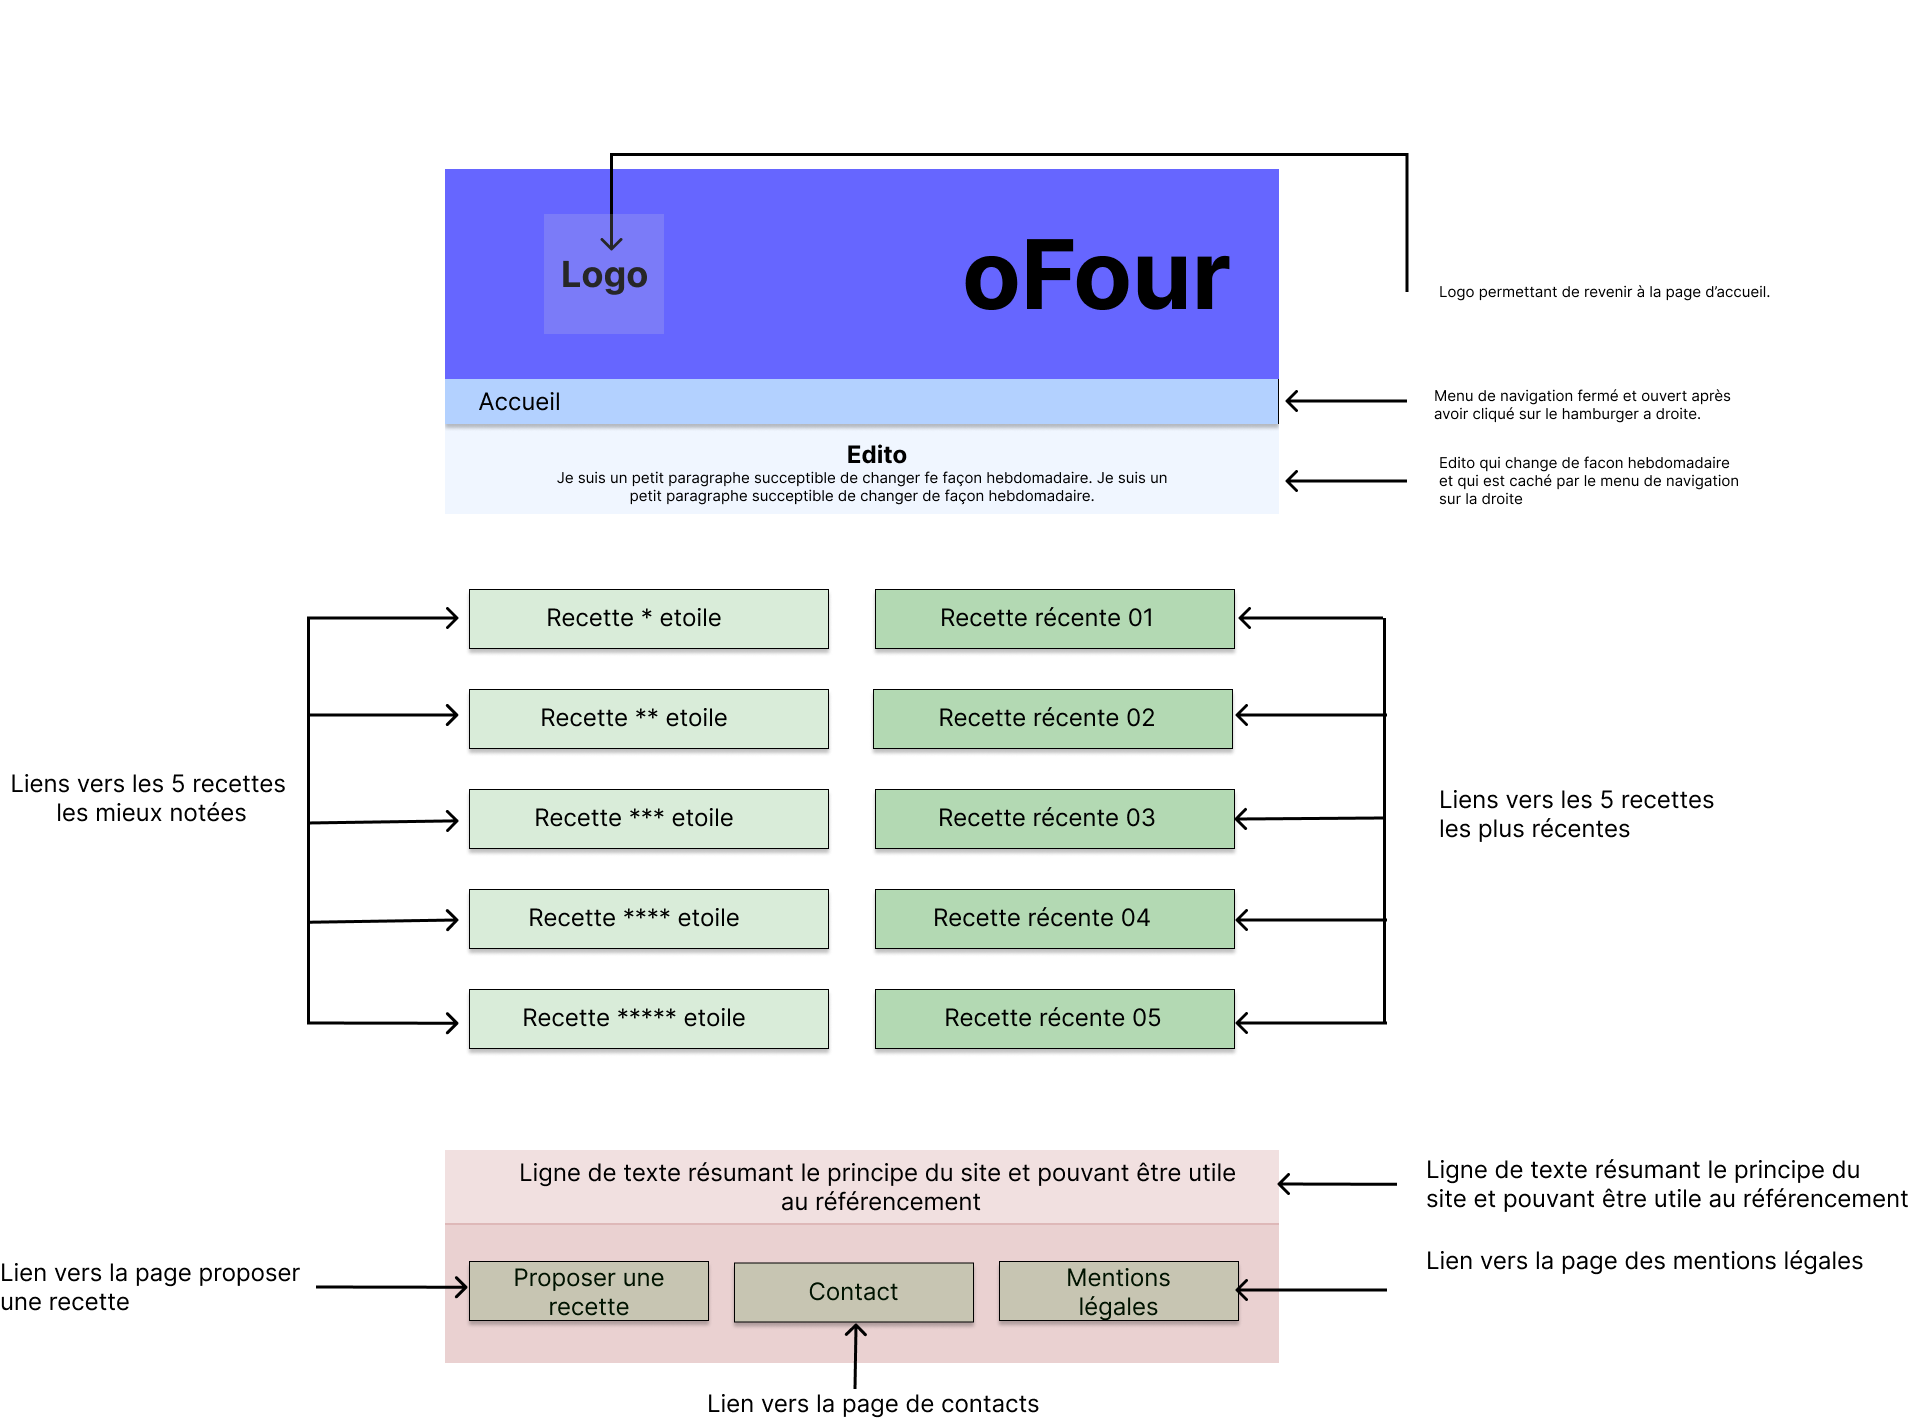 Logo
oFour
Logo permettant de revenir à la page d’accueil.
Accueil
Menu de navigation fermé et ouvert après
avoir cliqué sur le hamburger a droite.
Edito
Je suis un petit paragraphe succeptible de changer fe façon hebdomadaire. Je suis un
petit paragraphe succeptible de changer de façon hebdomadaire.
Edito qui change de facon hebdomadaire
et qui est caché par le menu de navigation
sur la droite
Liens vers les 5 recettes
les mieux notées
Recette * etoile
Recette ** etoile
Recette *** etoile
Recette **** etoile
Recette ***** etoile
Recette récente 01
Recette récente 02
Recette récente 03
Recette récente 04
Recette récente 05
Liens vers les 5 recettes
les plus récentes
Ligne de texte résumant le principe du site et pouvant être utile
au référencement
Ligne de texte résumant le principe du
site et pouvant être utile au référencement
Lien vers la page proposer
une recette
Proposer une
recette
Contact
Mentions
légales
Lien vers la page des mentions légales
Lien vers la page de contacts